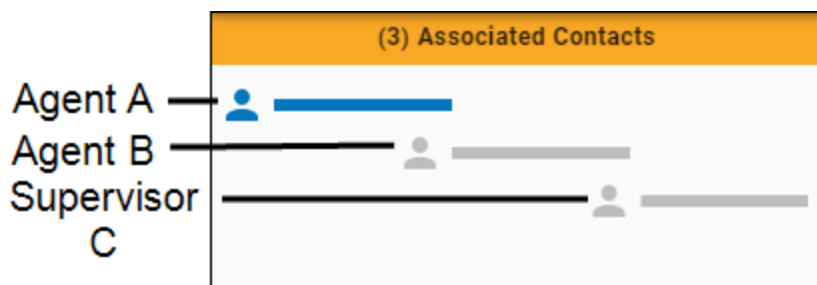 (3) Associated Contacts
Agent A
Agent B
Supervisor
C